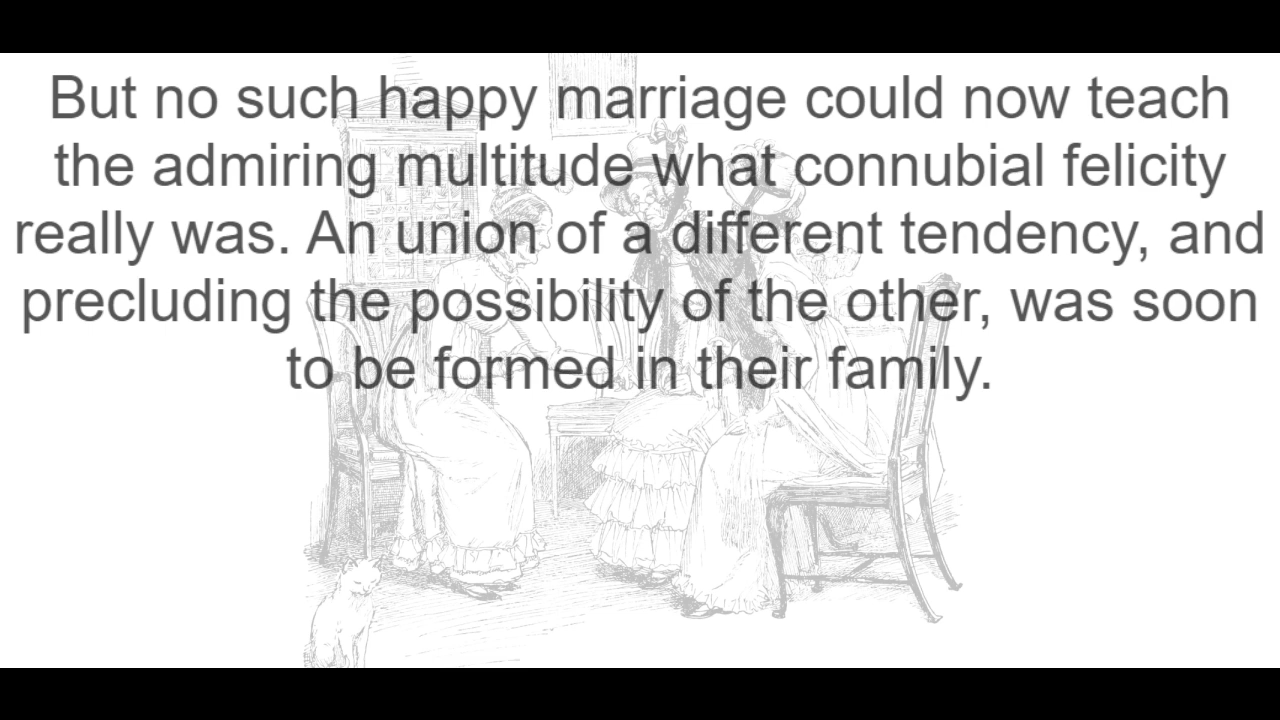 But no such happy marriage could now teach
the admiring multitude what connubial felicity
really was. An union of a different tendency, and
precluding the possibility of the other, was soon
to be formed in their family.